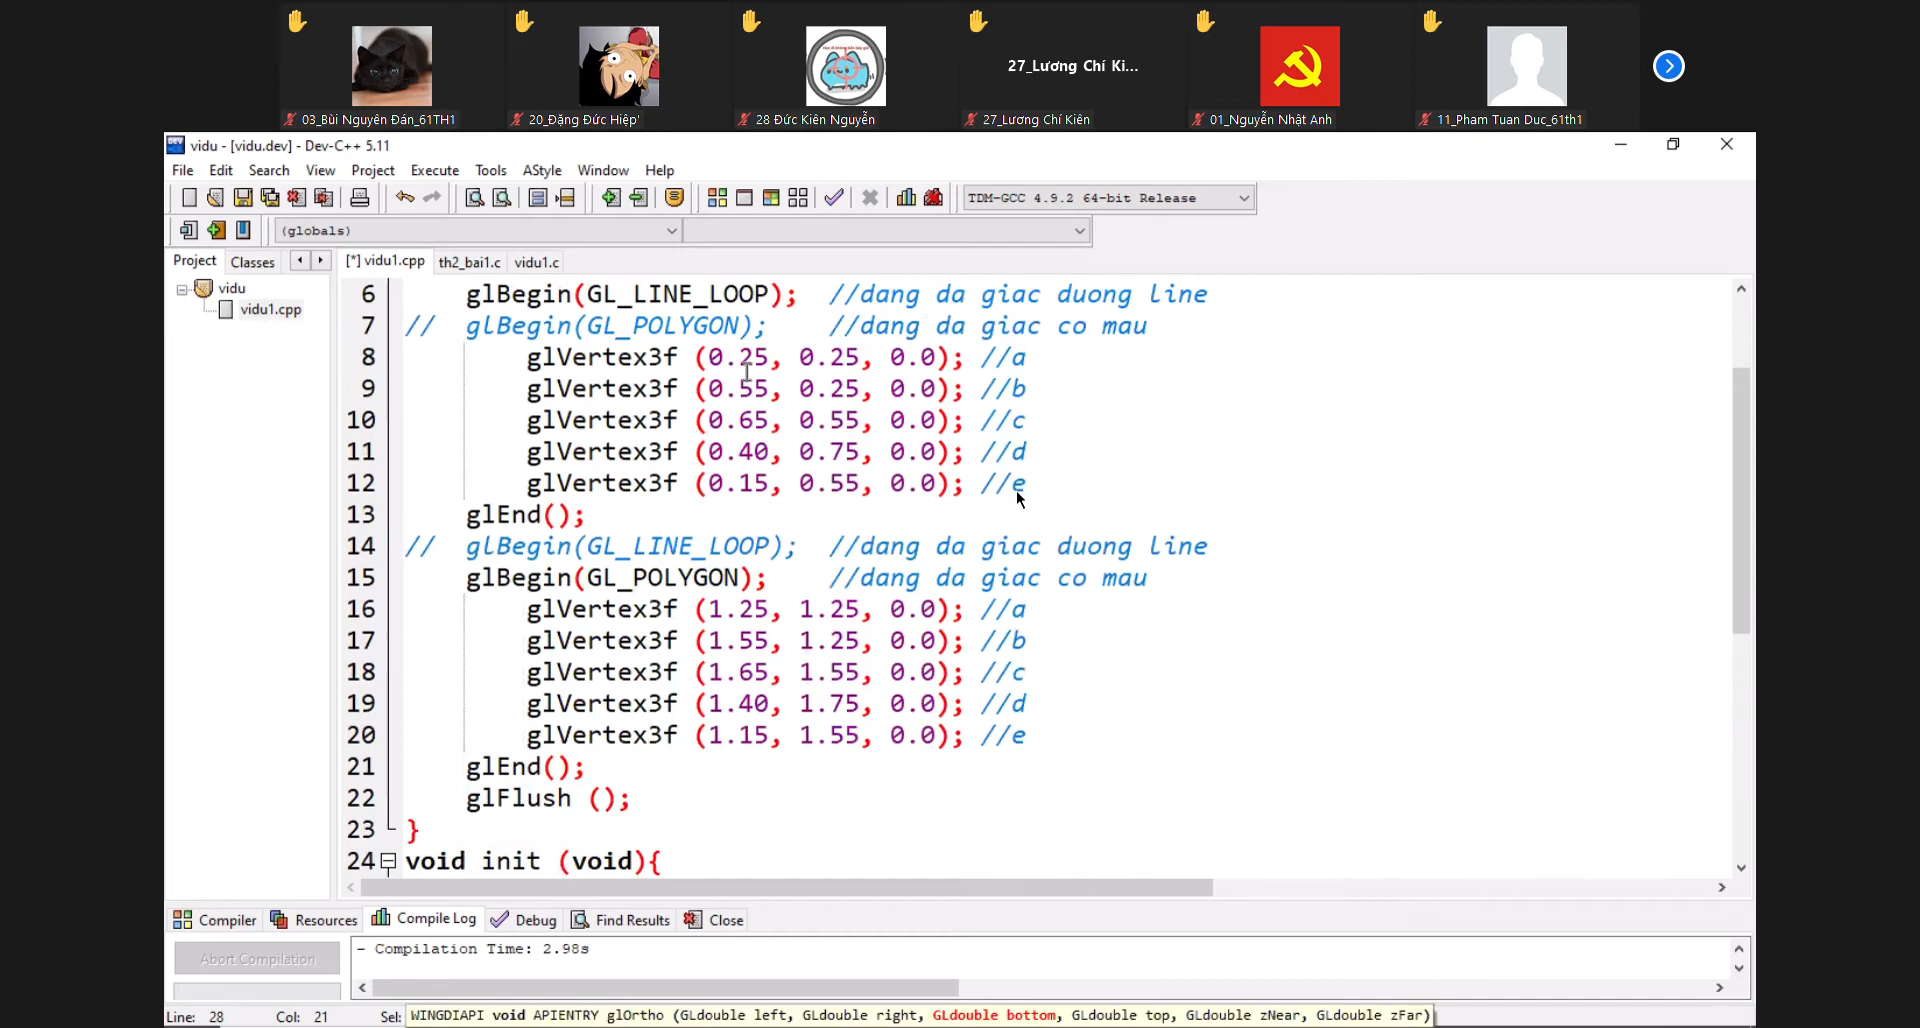 27_Lương Chí Ki...
03_Bùi Nguyên Đán_61TH1
20_Đặng Đức Hiệp'
28 Đức Kiên Nguyễn
27_Lương Chí Kiên
01_Nguyễn Nhật Anh
11_Pham Tuan Duc_61th1
vidu - [vidu.dev] - Dev-C++ 5.11
File Edit Search View Project Execute Tools AStyle Window Help
TDM-GCC 4.9.2 64-bit Release
(globals)
Project Classes
[*] vidu1.cpp th2_bai1.c vidu1.c
vidu
vidu1.cpp
6 glBegin(GL_LINE_LOOP); //dang da giac duong line
7 // glBegin(GL_POLYGON); //dang da giac co mau
8 glVertex3f (0.25, 0.25, 0.0); //a
9 glVertex3f (0.55, 0.25, 0.0); //b
10 glVertex3f (0.65, 0.55, 0.0); //c
11 glVertex3f (0.40, 0.75, 0.0); //d
12 glVertex3f (0.15, 0.55, 0.0); //e
13 glEnd();
14 // glBegin(GL_LINE_LOOP); //dang da giac duong line
15 glBegin(GL_POLYGON); //dang da giac co mau
16 glVertex3f (1.25, 1.25, 0.0); //a
17 glVertex3f (1.55, 1.25, 0.0); //b
18 glVertex3f (1.65, 1.55, 0.0); //c
19 glVertex3f (1.40, 1.75, 0.0); //d
20 glVertex3f (1.15, 1.55, 0.0); //e
21 glEnd();
22 glFlush ();
23 }
24 void init (void){
Compiler Resources Compile Log Debug Find Results Close
Abort Compilation
- Compilation Time: 2.98s
Line: 28 Col: 21 Sel:
WINGDIAPI void APIENTRY glOrtho (GLdouble left, GLdouble right, GLdouble bottom, GLdouble top, GLdouble zNear, GLdouble zFar)